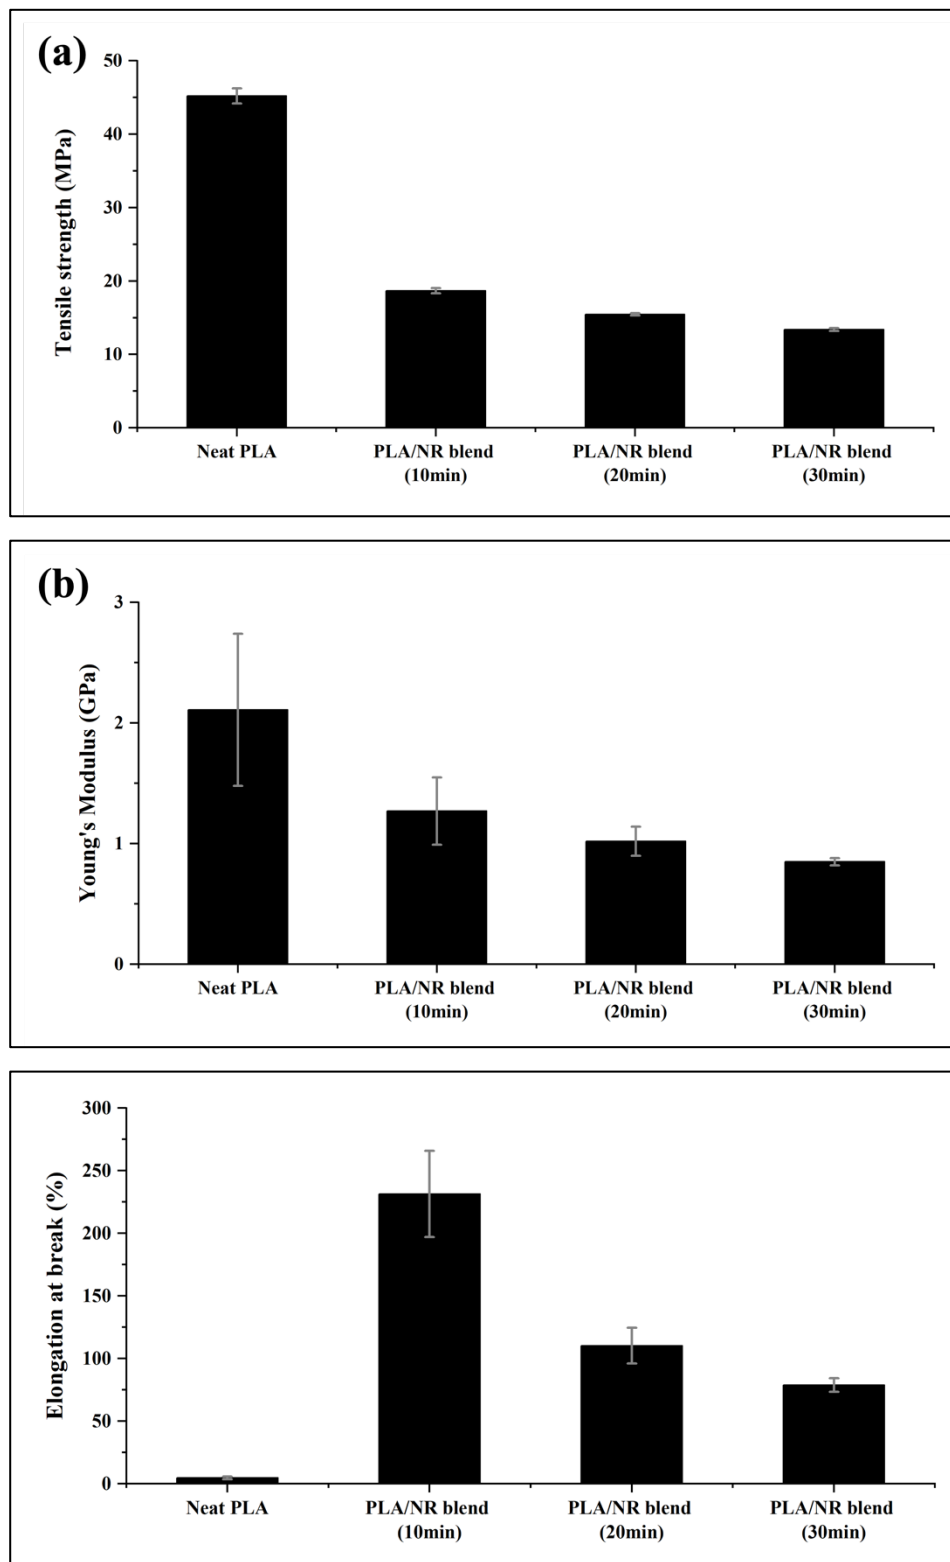 (a)
Tensile strength (MPa)
50
40
30
20
10
0
Neat PLA
PLA/NR blend
(10min)
PLA/NR blend
(20min)
PLA/NR blend
(30min)
(b)
Young's Modulus (GPa)
3
2
1
0
Neat PLA
PLA/NR blend
(10min)
PLA/NR blend
(20min)
PLA/NR blend
(30min)
Elongation at break (%)
300
250
200
150
100
50
0
Neat PLA
PLA/NR blend
(10min)
PLA/NR blend
(20min)
PLA/NR blend
(30min)